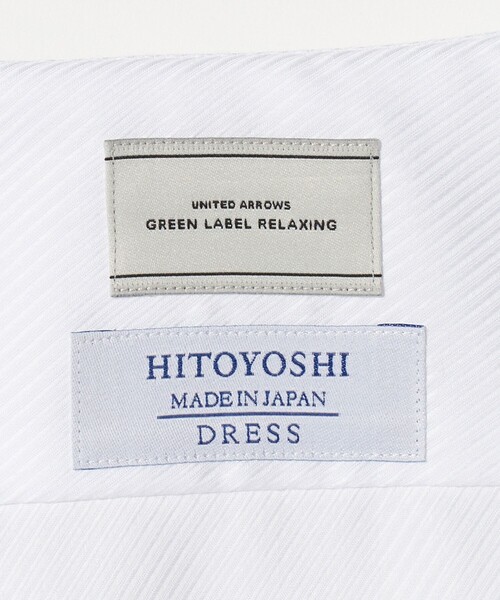 UNITED ARROWS
GREEN LABEL RELAXING
HITOYOSHI
MADE IN JAPAN
DRESS